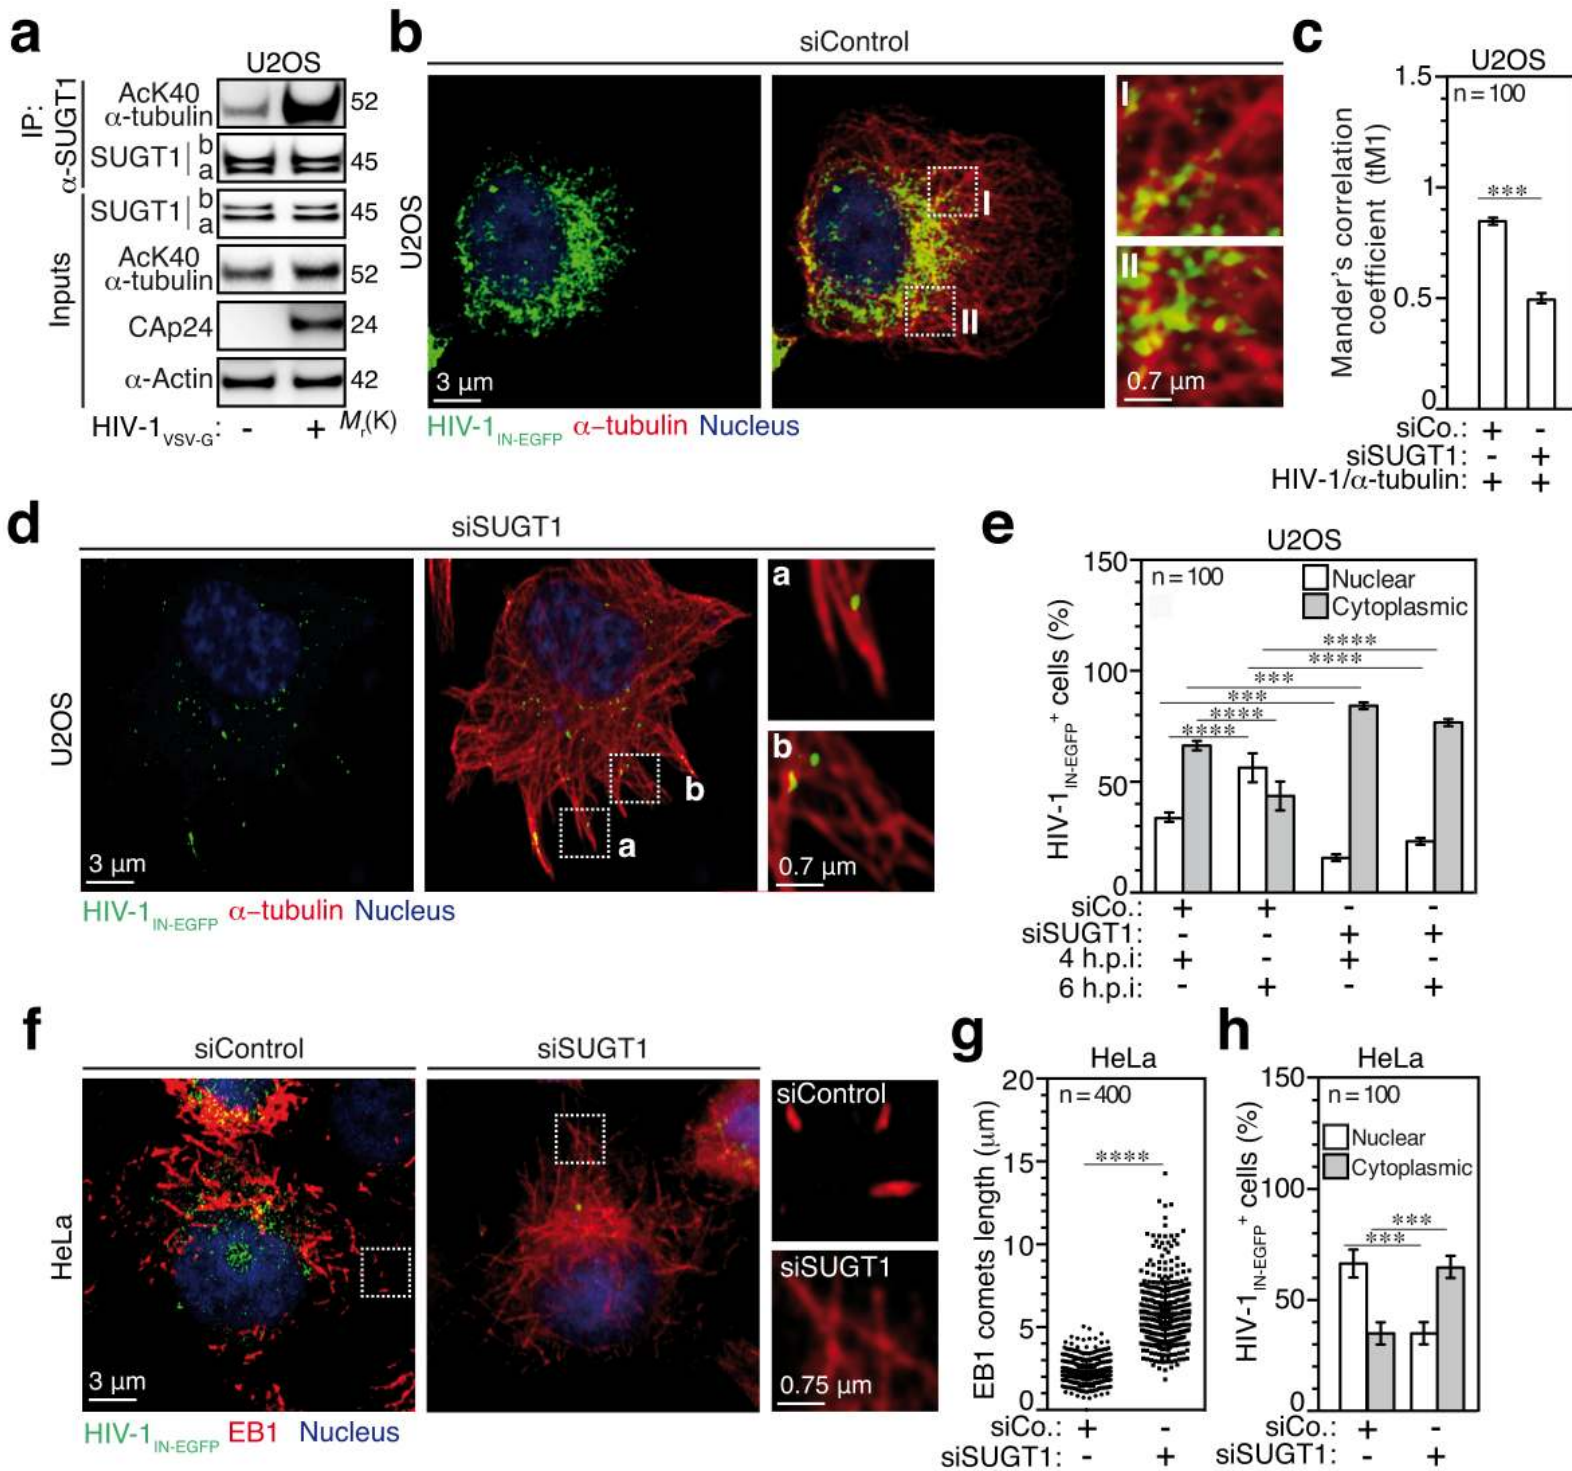 a
U2OS
IP:
α-SUGT1
AcK40
α-tubulin
52
SUGT1
b
a
45
Inputs
SUGT1
b
a
45
AcK40
α-tubulin
52
CAp24
24
α-Actin
42
HIV-1VSV-G: - + Mr(K)
b
siControl
U2OS
I
II
3 μm
I
II
0.7 μm
HIV-1IN-EGFP α-tubulin Nucleus
c
U2OS
n=100
Mander's correlation
coefficient (tM1)
1.5
1
0.5
0
***
siCo.: + -
siSUGT1: - +
HIV-1/α-tubulin: + +
d
siSUGT1
U2OS
3 μm
a
b
a
b
0.7 μm
HIV-1IN-EGFP α-tubulin Nucleus
e
U2OS
n=100
Nuclear
Cytoplasmic
HIV-1IN-EGFP+ cells (%)
150
100
50
0
****
****
***
***
****
****
siCo.: + + - -
siSUGT1: - - + +
4 h.p.i: + - + -
6 h.p.i: - + - +
f
siControl
siSUGT1
HeLa
3 μm
siControl
siSUGT1
0.75 μm
HIV-1IN-EGFP EB1 Nucleus
g
HeLa
n=400
EB1 comets length (μm)
20
15
10
5
0
****
siCo.: + -
siSUGT1: - +
h
HeLa
n=100
Nuclear
Cytoplasmic
HIV-1IN-EGFP+ cells (%)
150
100
50
0
***
***
siCo.: + -
siSUGT1: - +